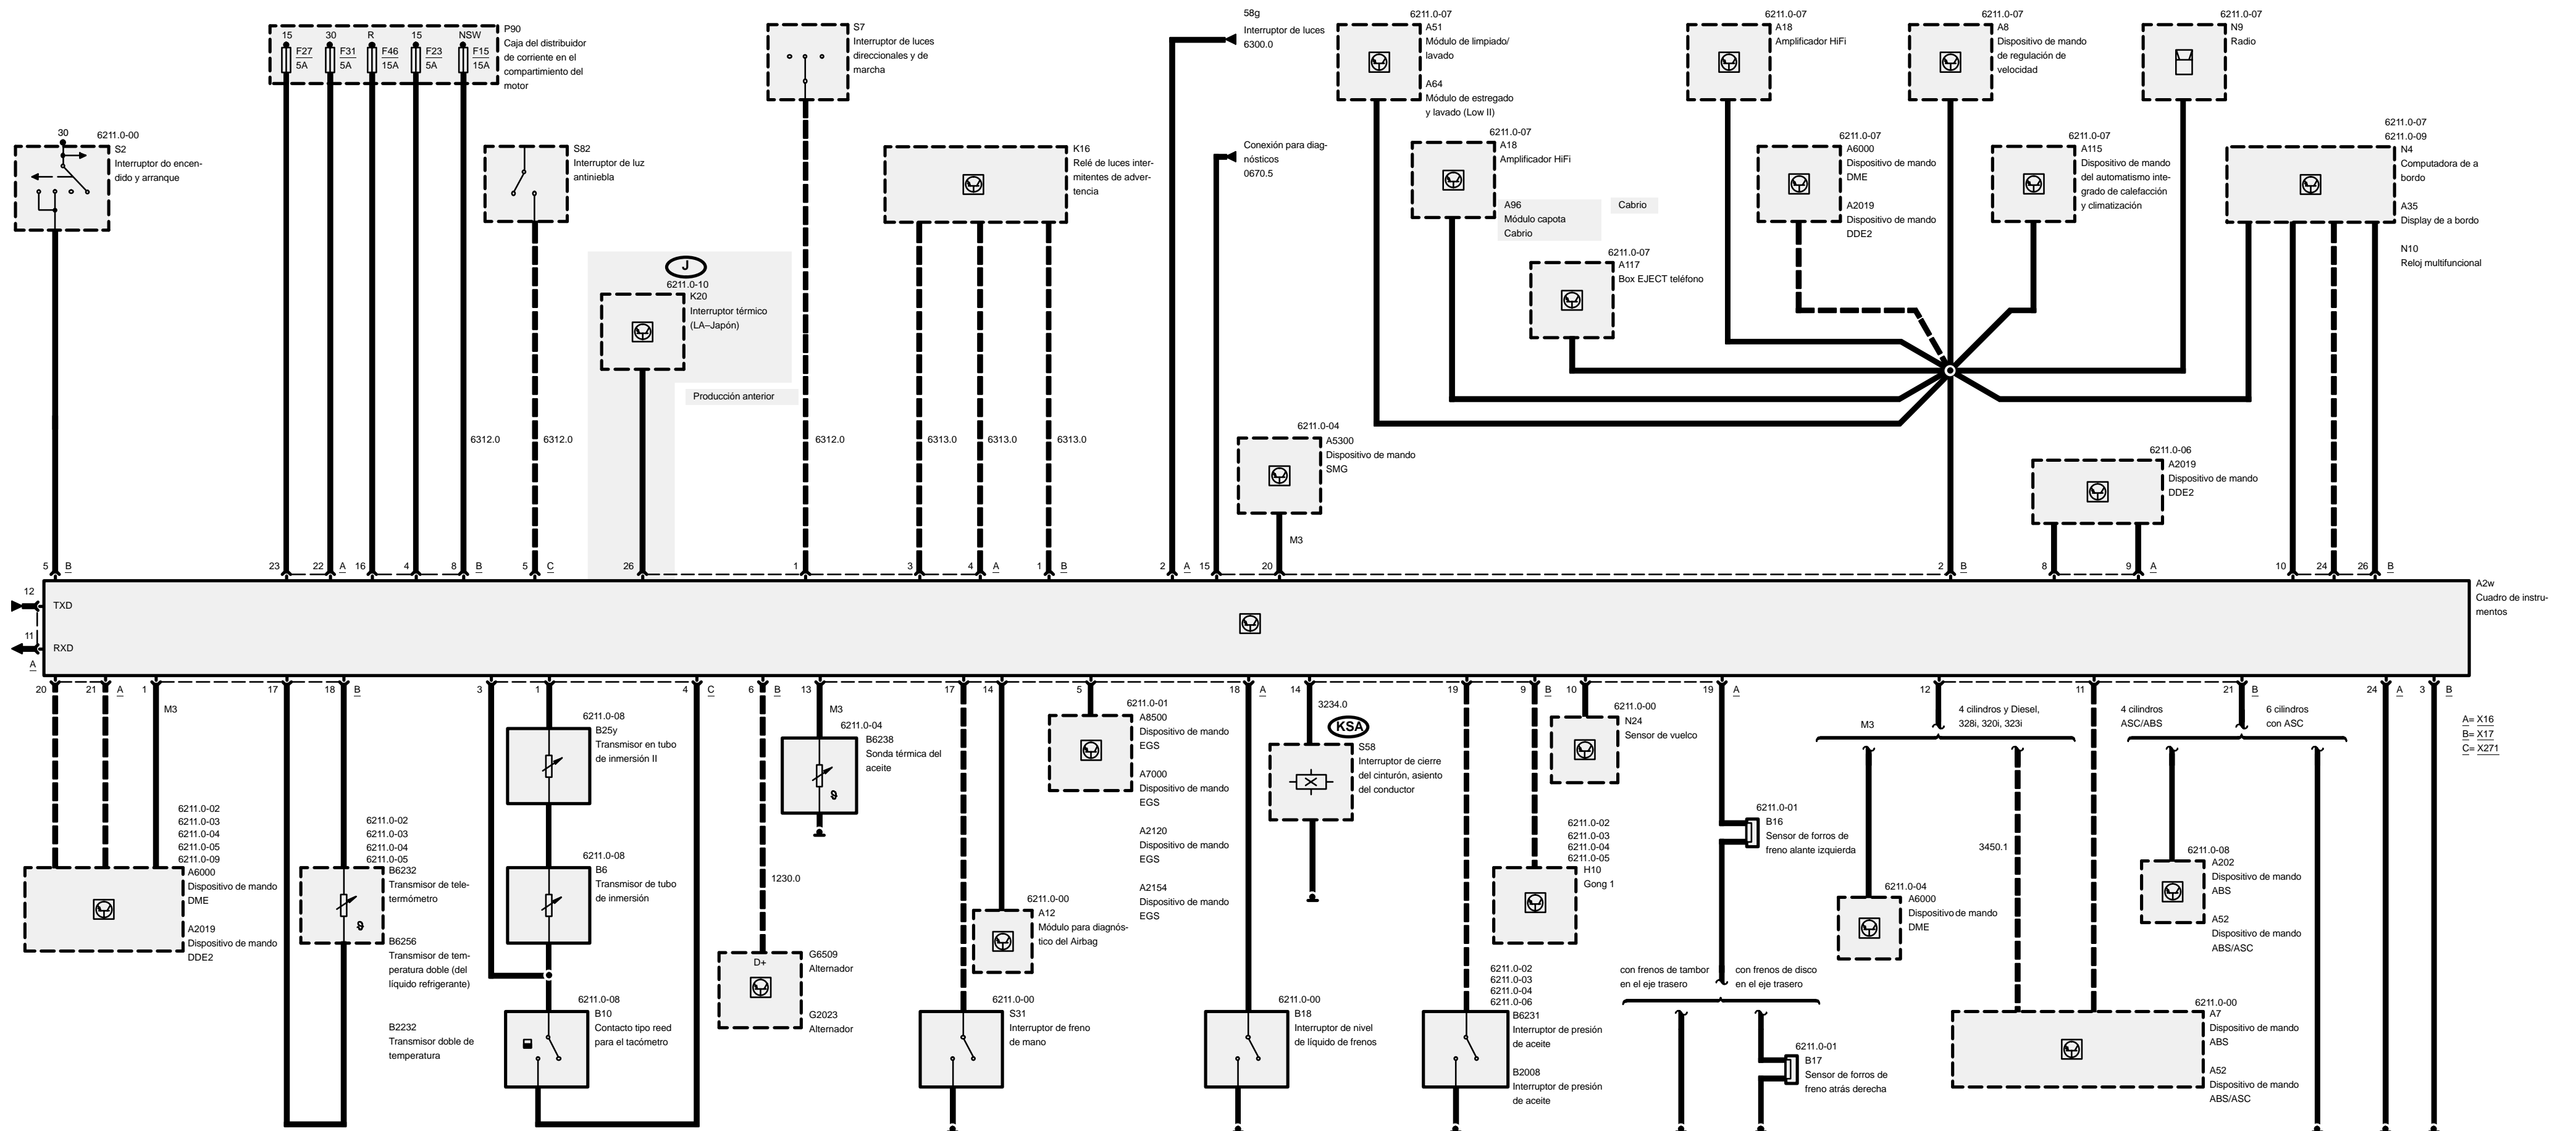 15
30
R
15
NSW
F27
5A
F31
5A
F46
15A
F23
5A
F15
15A
P90
Caja del distribuidor
de corriente en el
compartimiento del
motor
S7
Interruptor de luces
direccionales y de
marcha
58g
Interruptor de luces
6300.0
6211.0-07
A51
Módulo de limpiado/
lavado
A64
Módulo de estregado
y lavado (Low II)
6211.0-07
A18
Amplificador HiFi
6211.0-07
A8
Dispositivo de mando
de regulación de
velocidad
6211.0-07
N9
Radio
30
6211.0-00
S2
Interruptor do encen-
dido y arranque
S82
Interruptor de luz
antiniebla
K16
Relé de luces inter-
mitentes de adver-
tencia
Conexión para diag-
nósticos
0670.5
6211.0-07
A18
Amplificador HiFi
A96
Módulo capota
Cabrio
Cabrio
6211.0-07
A6000
Dispositivo de mando
DME
A2019
Dispositivo de mando
DDE2
6211.0-07
A115
Dispositivo de mando
del automatismo inte-
grado de calefacción
y climatización
6211.0-07
6211.0-09
N4
Computadora de a
bordo
A35
Display de a bordo
N10
Reloj multifuncional
J
6211.0-10
K20
Interruptor térmico
(LA–Japón)
Producción anterior
6211.0-07
A117
Box EJECT teléfono
6312.0
6312.0
6312.0
6313.0
6313.0
6313.0
6211.0-04
A5300
Dispositivo de mando
SMG
M3
6211.0-06
A2019
Dispositivo de mando
DDE2
5
B
23
22
A
16
4
8
B
5
C
26
1
3
4
A
1
B
2
A
15
20
2
B
8
9
A
10
24
26
B
12
TXD
11
RXD
A
A2w
Cuadro de instru-
mentos
20
21
A
1
17
18
B
3
1
4
C
6
B
13
17
14
5
18
A
14
19
9
B
10
19
A
12
11
21
B
24
A
3
B
A= X16
B= X17
C= X271
M3
6211.0-02
6211.0-03
6211.0-04
6211.0-05
6211.0-09
A6000
Dispositivo de mando
DME
A2019
Dispositivo de mando
DDE2
6211.0-02
6211.0-03
6211.0-04
6211.0-05
B6232
Transmisor de tele-
termómetro
B6256
Transmisor de tem-
peratura doble (del
líquido refrigerante)
B2232
Transmisor doble de
temperatura
ϑ
6211.0-08
B25y
Transmisor en tubo
de inmersión II
6211.0-08
B6
Transmisor de tubo
de inmersión
6211.0-08
B10
Contacto tipo reed
para el tacómetro
1230.0
D+
G6509
Alternador
G2023
Alternador
M3
6211.0-04
B6238
Sonda térmica del
aceite
ϑ
6211.0-00
S31
Interruptor de freno
de mano
6211.0-00
A12
Módulo para diagnós-
tico del Airbag
6211.0-01
A8500
Dispositivo de mando
EGS
A7000
Dispositivo de mando
EGS
A2120
Dispositivo de mando
EGS
A2154
Dispositivo de mando
EGS
6211.0-00
B18
Interruptor de nivel
de líquido de frenos
3234.0
KSA
S58
Interruptor de cierre
del cinturón, asiento
del conductor
6211.0-02
6211.0-03
6211.0-04
6211.0-06
B6231
Interruptor de presión
de aceite
B2008
Interruptor de presión
de aceite
6211.0-02
6211.0-03
6211.0-04
6211.0-05
H10
Gong 1
6211.0-00
N24
Sensor de vuelco
6211.0-01
B16
Sensor de forros de
freno alante izquierda
con frenos de tambor
en el eje trasero
con frenos de disco
en el eje trasero
6211.0-01
B17
Sensor de forros de
freno atrás derecha
M3
4 cilindros y Diesel,
328i, 320i, 323i
6211.0-04
A6000
Dispositivo de mando
DME
3450.1
4 cilindros
ASC/ABS
6 cilindros
con ASC
6211.0-08
A202
Dispositivo de mando
ABS
A52
Dispositivo de mando
ABS/ASC
6211.0-00
A7
Dispositivo de mando
ABS
A52
Dispositivo de mando
ABS/ASC